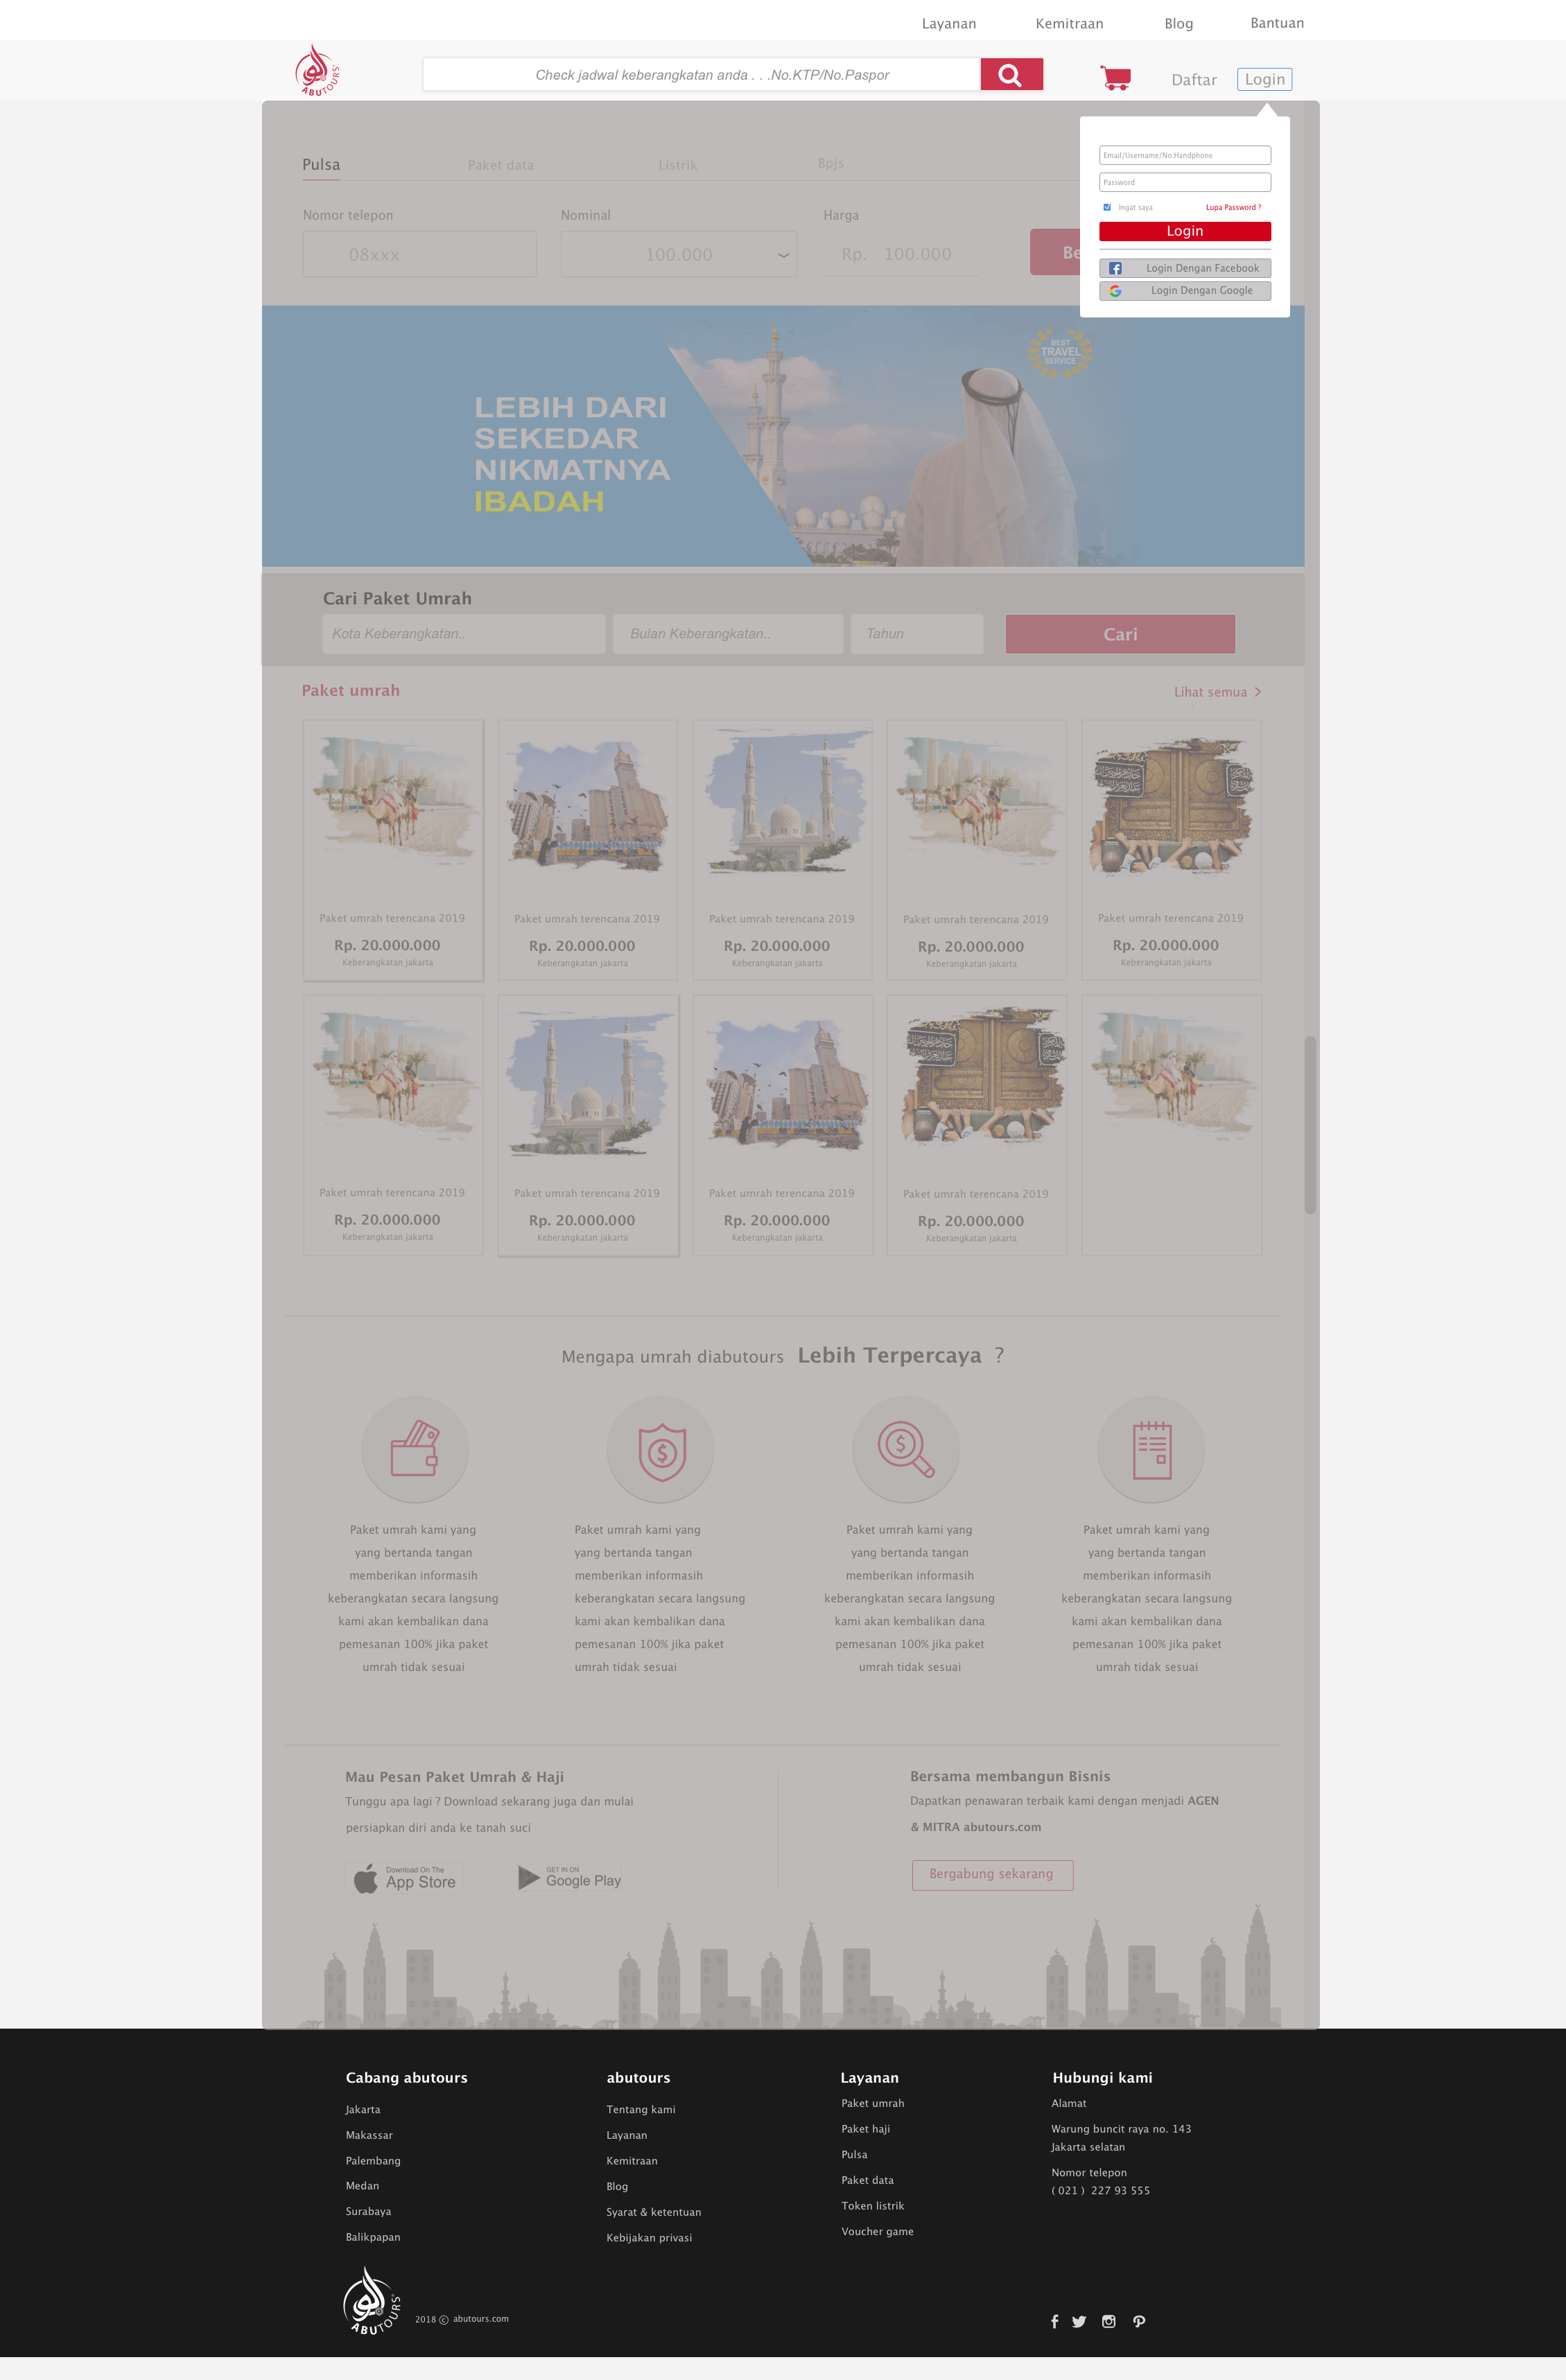 Layanan Kemitraan Blog Bantuan
ABUTOURS
Check jadwal keberangkatan anda . . .No.KTP/No.Paspor
Daftar Login
Email/Username/No.Handphone
Password
Ingat saya Lupa Password ?
Login
Login Dengan Facebook
Login Dengan Google
Pulsa Paket data Listrik Bpjs
Nomor telepon Nominal Harga
08xxx 100.000 Rp. 100.000 Be
BEST
TRAVEL
SERVICE
LEBIH DARI
SEKEDAR
NIKMATNYA
IBADAH
Cari Paket Umrah
Kota Keberangkatan.. Bulan Keberangkatan.. Tahun Cari
Paket umrah Lihat semua
Paket umrah terencana 2019
Rp. 20.000.000
Keberangkatan jakarta
Paket umrah terencana 2019
Rp. 20.000.000
Keberangkatan jakarta
Paket umrah terencana 2019
Rp. 20.000.000
Keberangkatan jakarta
Paket umrah terencana 2019
Rp. 20.000.000
Keberangkatan jakarta
Paket umrah terencana 2019
Rp. 20.000.000
Keberangkatan jakarta
Paket umrah terencana 2019
Rp. 20.000.000
Keberangkatan jakarta
Paket umrah terencana 2019
Rp. 20.000.000
Keberangkatan jakarta
Paket umrah terencana 2019
Rp. 20.000.000
Keberangkatan jakarta
Paket umrah terencana 2019
Rp. 20.000.000
Keberangkatan jakarta
Mengapa umrah diabutours Lebih Terpercaya ?
Paket umrah kami yang
yang bertanda tangan
memberikan informasih
keberangkatan secara langsung
kami akan kembalikan dana
pemesanan 100% jika paket
umrah tidak sesuai
Paket umrah kami yang
yang bertanda tangan
memberikan informasih
keberangkatan secara langsung
kami akan kembalikan dana
pemesanan 100% jika paket
umrah tidak sesuai
Paket umrah kami yang
yang bertanda tangan
memberikan informasih
keberangkatan secara langsung
kami akan kembalikan dana
pemesanan 100% jika paket
umrah tidak sesuai
Paket umrah kami yang
yang bertanda tangan
memberikan informasih
keberangkatan secara langsung
kami akan kembalikan dana
pemesanan 100% jika paket
umrah tidak sesuai
Mau Pesan Paket Umrah & Haji
Tunggu apa lagi ? Download sekarang juga dan mulai
persiapkan diri anda ke tanah suci
Download On The
App Store
GET IN ON
Google Play
Bersama membangun Bisnis
Dapatkan penawaran terbaik kami dengan menjadi AGEN
& MITRA abutours.com
Bergabung sekarang
Cabang abutours
Jakarta
Makassar
Palembang
Medan
Surabaya
Balikpapan
abutours
Tentang kami
Layanan
Kemitraan
Blog
Syarat & ketentuan
Kebijakan privasi
Layanan
Paket umrah
Paket haji
Pulsa
Paket data
Token listrik
Voucher game
Hubungi kami
Alamat
Warung buncit raya no. 143
Jakarta selatan
Nomor telepon
( 021 ) 227 93 555
ABUTOURS
2018 © abutours.com